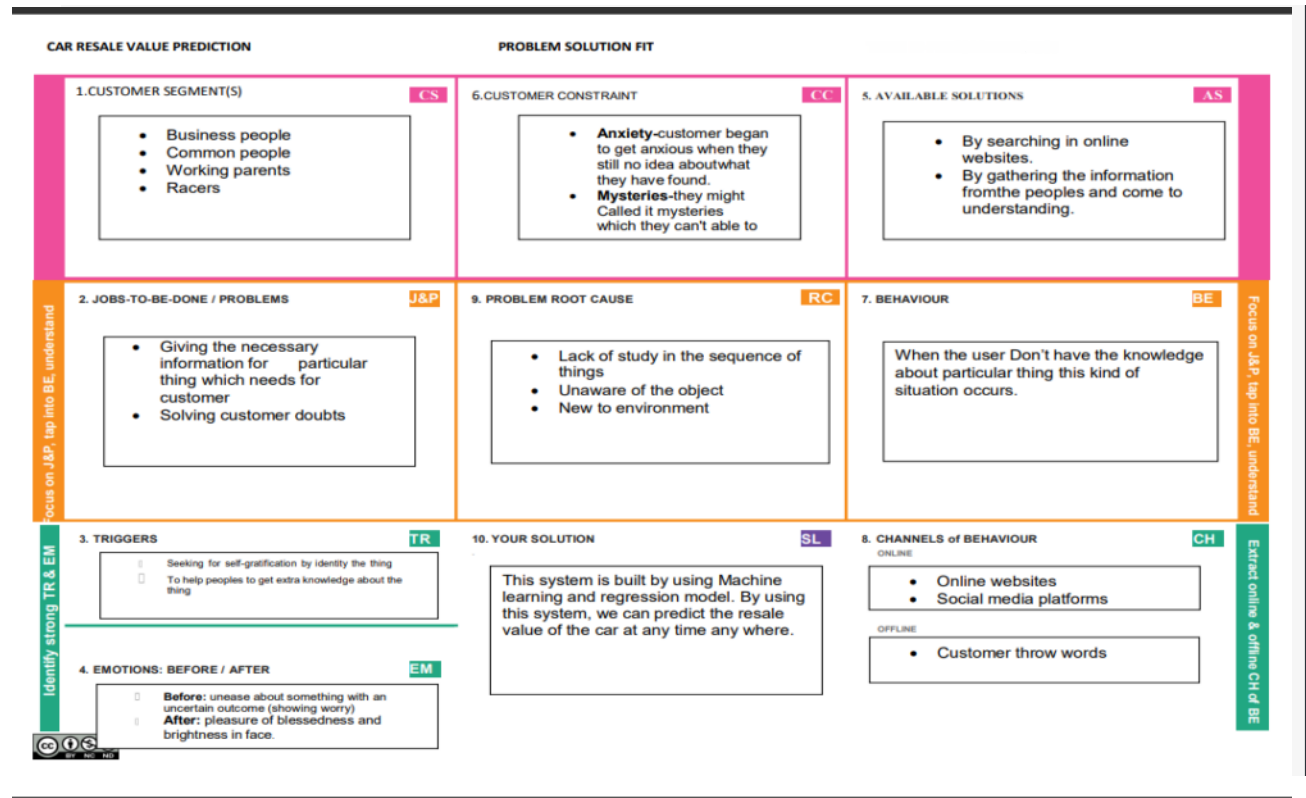 CAR RESALE VALUE PREDICTION
PROBLEM SOLUTION FIT
1.CUSTOMER SEGMENT(S)
CS
• Business people
• Common people
• Working parents
• Racers
6.CUSTOMER CONSTRAINT
CC
• Anxiety-customer began
to get anxious when they
still no idea aboutwhat
they have found.
• Mysteries-they might
Called it mysteries
which they can't able to
5. AVAILABLE SOLUTIONS
AS
• By searching in online
websites.
• By gathering the information
fromthe peoples and come to
understanding.
Focus on J&P, tap into BE, understand
2. JOBS-TO-BE-DONE / PROBLEMS
J&P
• Giving the necessary
information for particular
thing which needs for
customer
• Solving customer doubts
9. PROBLEM ROOT CAUSE
RC
• Lack of study in the sequence of
things
• Unaware of the object
• New to environment
7. BEHAVIOUR
BE
When the user Don't have the knowledge
about particular thing this kind of
situation occurs.
Focus on J&P, tap into BE, understand
Identify strong TR & EM
3. TRIGGERS
TR
Seeking for self-gratification by identity the thing
To help peoples to get extra knowledge about the
thing
4. EMOTIONS: BEFORE / AFTER
EM
Before: unease about something with an
uncertain outcome (showing worry)
After: pleasure of blessedness and
brightness in face.
10. YOUR SOLUTION
SL
This system is built by using Machine
learning and regression model. By using
this system, we can predict the resale
value of the car at any time any where.
8. CHANNELS of BEHAVIOUR
CH
ONLINE
• Online websites
• Social media platforms
OFFLINE
• Customer throw words
Extract online & offline CH of BE
cc
BY NC ND